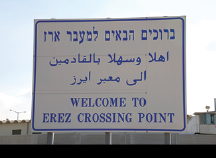 ברוכים הבאים למעבר ארז
اهلا وسهلا بالقادمين
الى معبر ايرز
WELCOME TO
EREZ CROSSING POINT